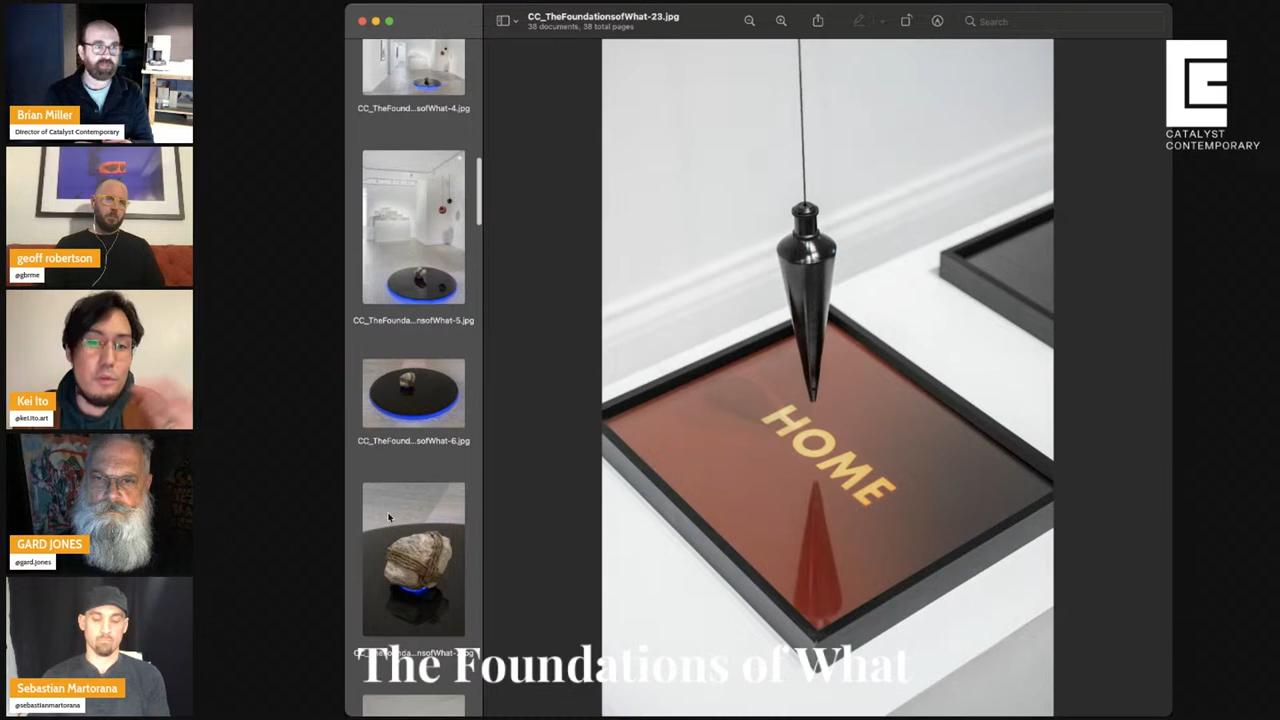 Brian Miller
Director of Catalyst Contemporary
geoff robertson
@gbrme
Kei Ito
@kei.ito.art
GARD JONES
@gard.jones
Sebastian Martorana
@sebastianmartorana
CC_TheFoundationsofWhat-23.jpg
38 documents, 38 total pages
Search
CC_TheFound...sofWhat-4.jpg
CC_TheFounda...nsofWhat-5.jpg
CC_TheFound...sofWhat-6.jpg
HOME
The Foundations of What
CATALYST
CONTEMPORARY